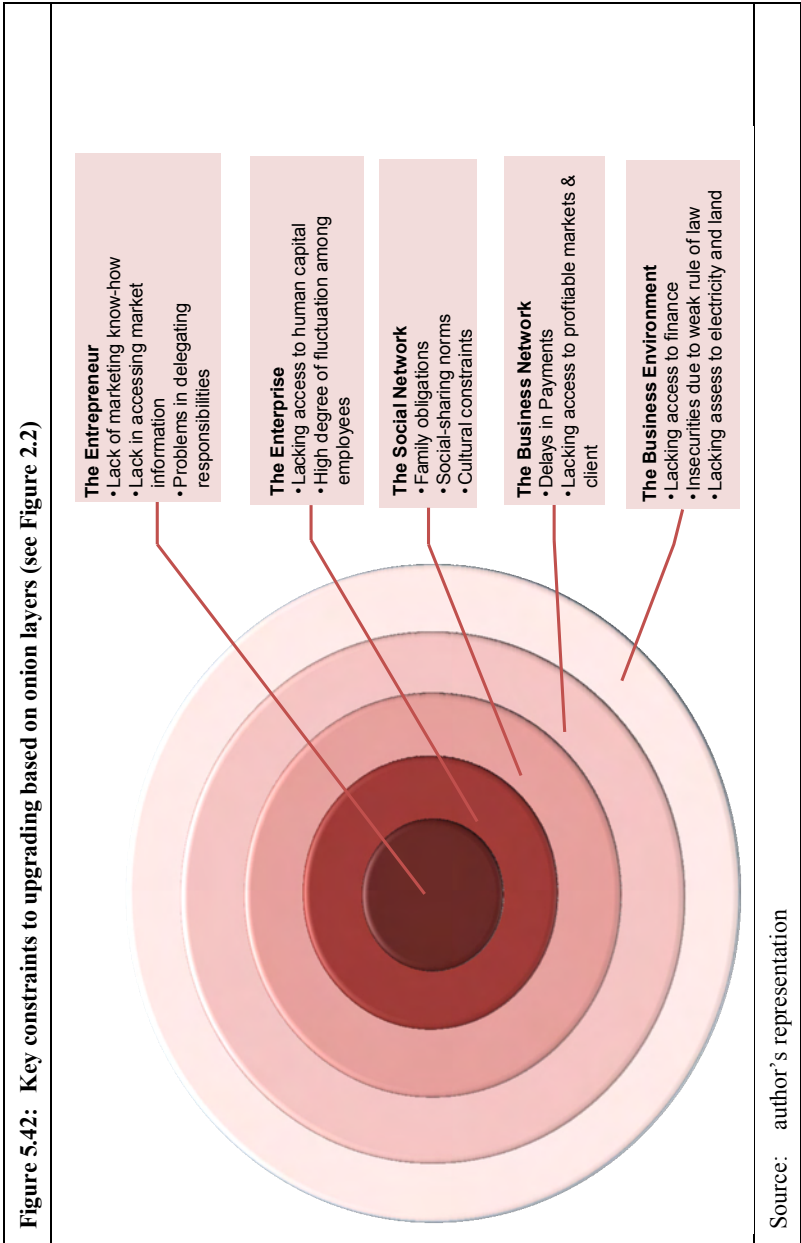 Figure 5.42: Key constraints to upgrading based on onion layers (see Figure 2.2)
The Entrepreneur
• Lack of marketing know-how
• Lack in accessing market
information
• Problems in delegating
responsibilities
The Enterprise
• Lacking access to human capital
• High degree of fluctuation among
employees
The Social Network
• Family obligations
• Social-sharing norms
• Cultural constraints
The Business Network
• Delays in Payments
• Lacking access to profitiable markets &
client
The Business Environment
• Lacking access to finance
• Insecurities due to weak rule of law
• Lacking assess to electricity and land
Source: author's representation